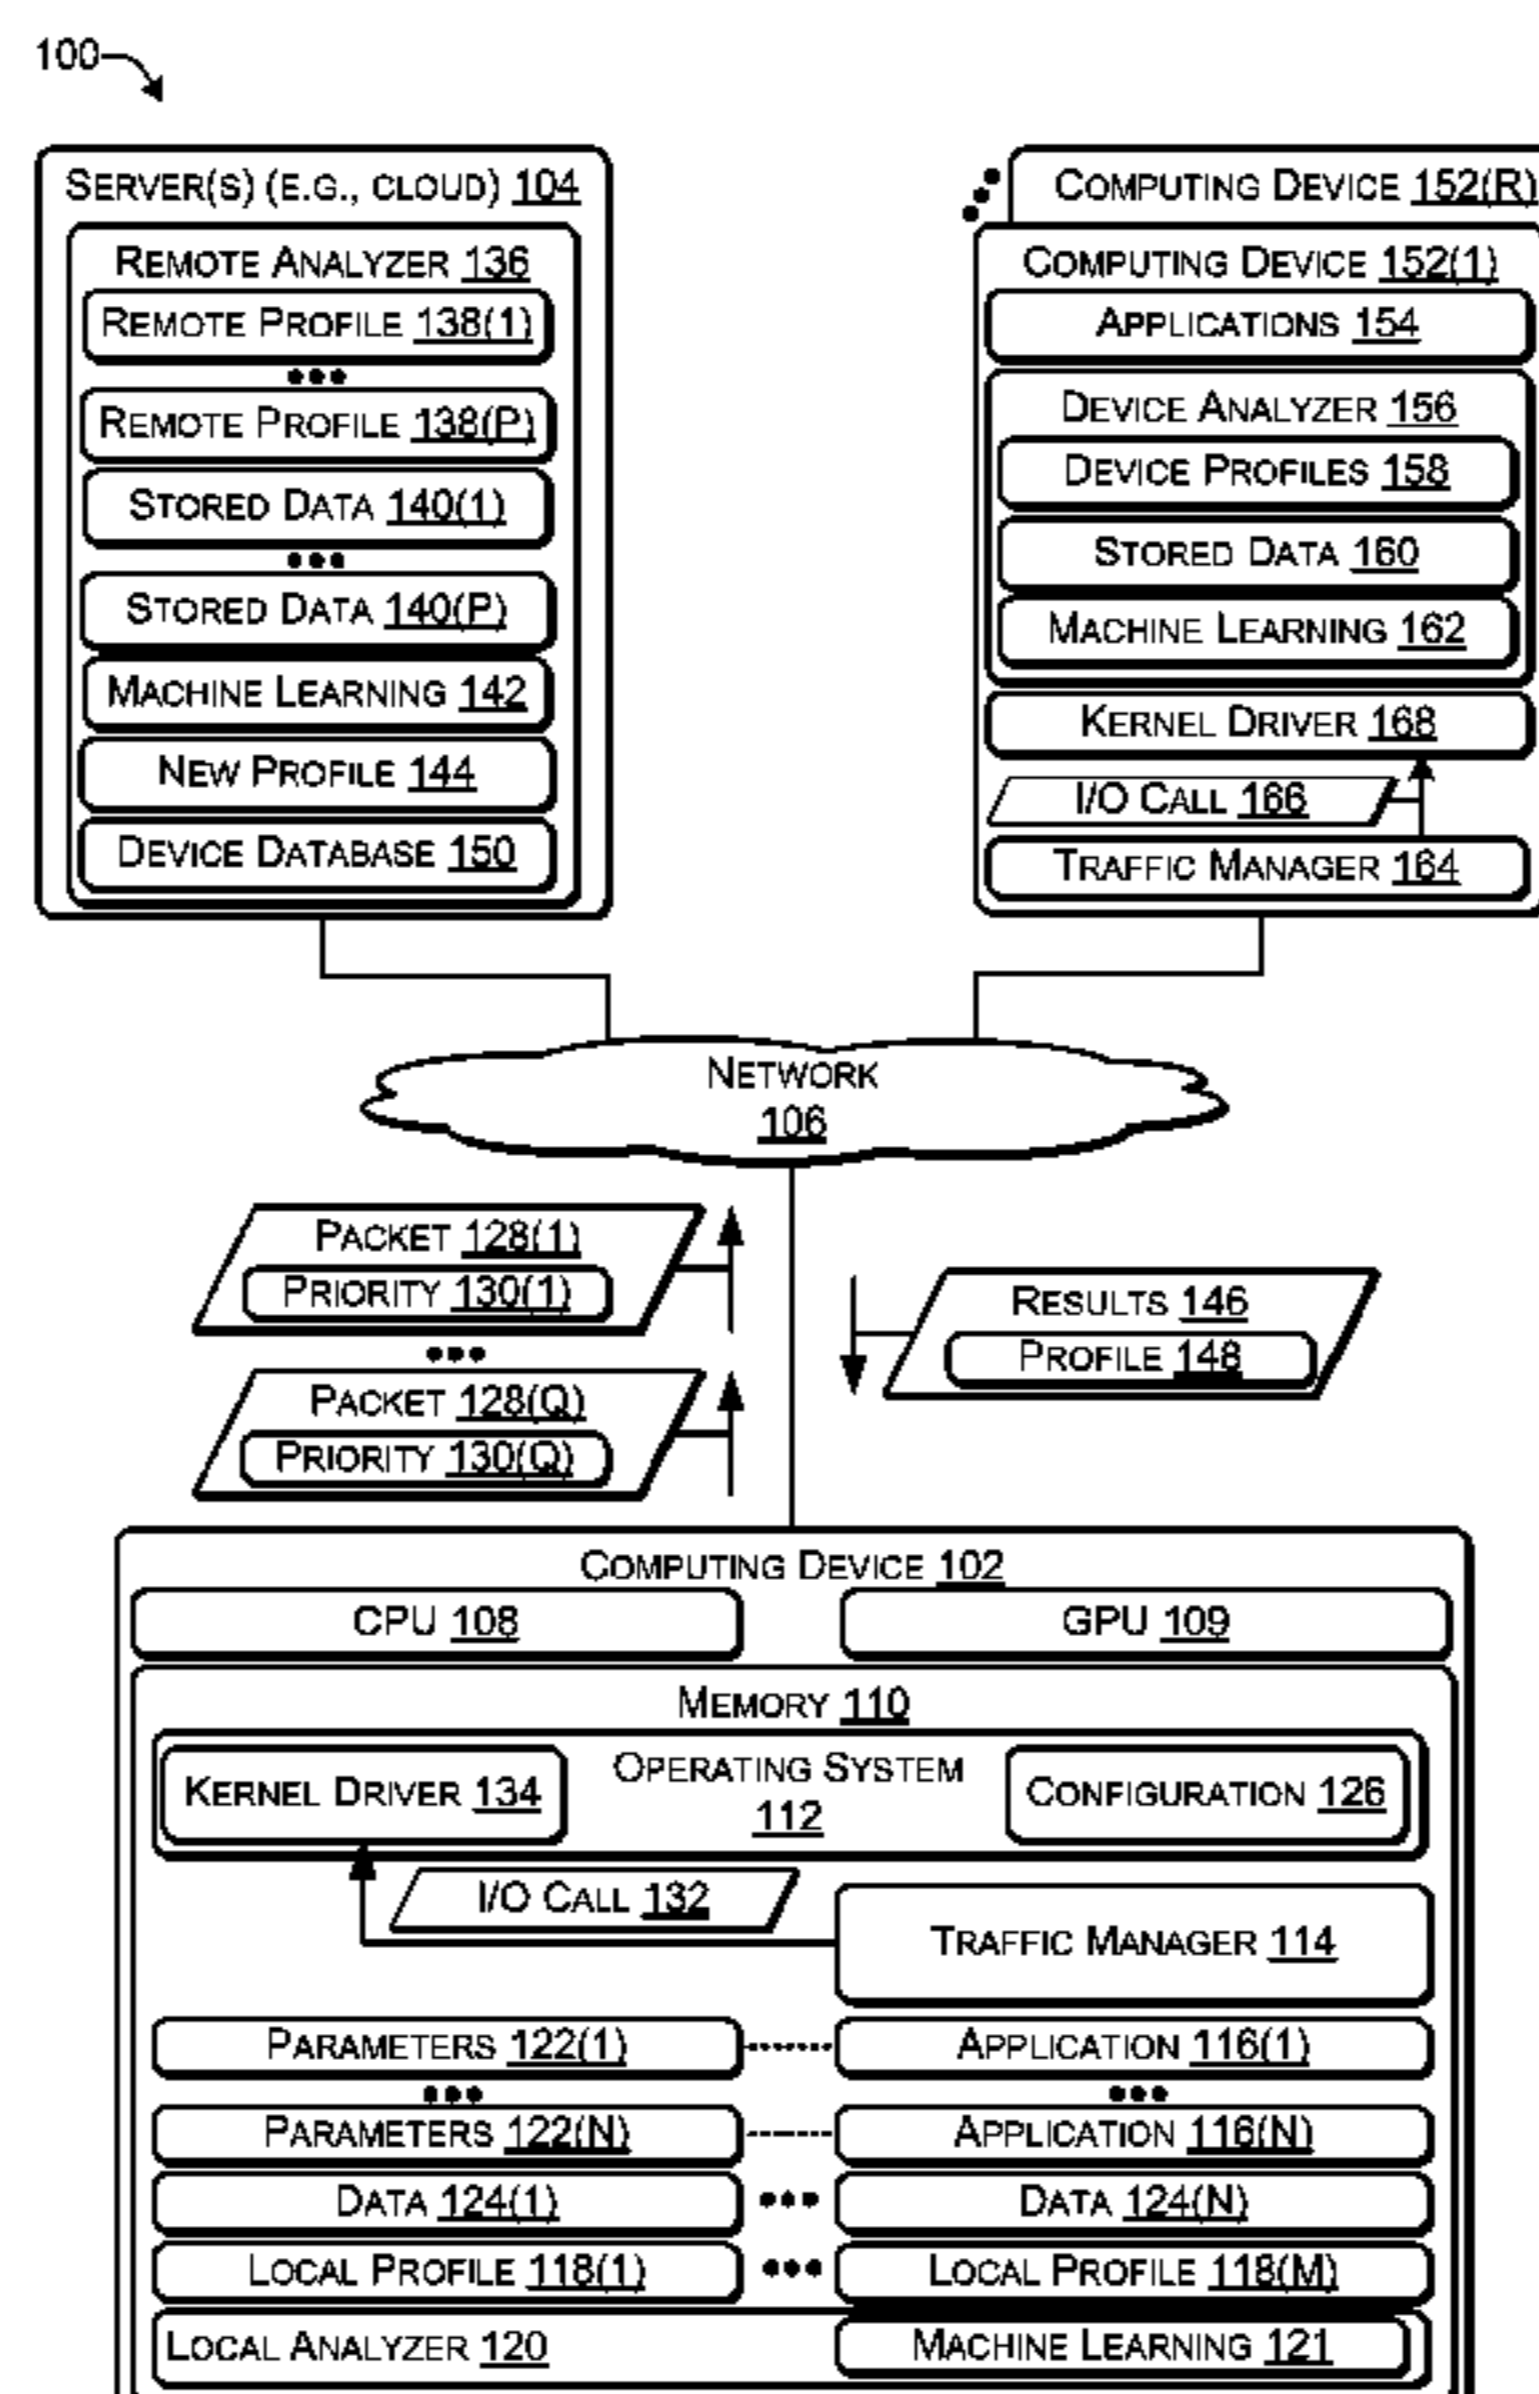 100
SERVER(S) (E.G., CLOUD) 104
REMOTE ANALYZER 136
REMOTE PROFILE 138(1)
REMOTE PROFILE 138(P)
STORED DATA 140(1)
STORED DATA 140(P)
MACHINE LEARNING 142
NEW PROFILE 144
DEVICE DATABASE 150
COMPUTING DEVICE 152(R)
COMPUTING DEVICE 152(1)
APPLICATIONS 154
DEVICE ANALYZER 156
DEVICE PROFILES 158
STORED DATA 160
MACHINE LEARNING 162
KERNEL DRIVER 168
I/O CALL 166
TRAFFIC MANAGER 164
NETWORK
106
PACKET 128(1)
PRIORITY 130(1)
PACKET 128(Q)
PRIORITY 130(Q)
RESULTS 146
PROFILE 148
COMPUTING DEVICE 102
CPU 108
GPU 109
MEMORY 110
KERNEL DRIVER 134
OPERATING SYSTEM
112
CONFIGURATION 126
I/O CALL 132
TRAFFIC MANAGER 114
PARAMETERS 122(1)
APPLICATION 116(1)
PARAMETERS 122(N)
APPLICATION 116(N)
DATA 124(1)
DATA 124(N)
LOCAL PROFILE 118(1)
LOCAL PROFILE 118(M)
LOCAL ANALYZER 120
MACHINE LEARNING 121